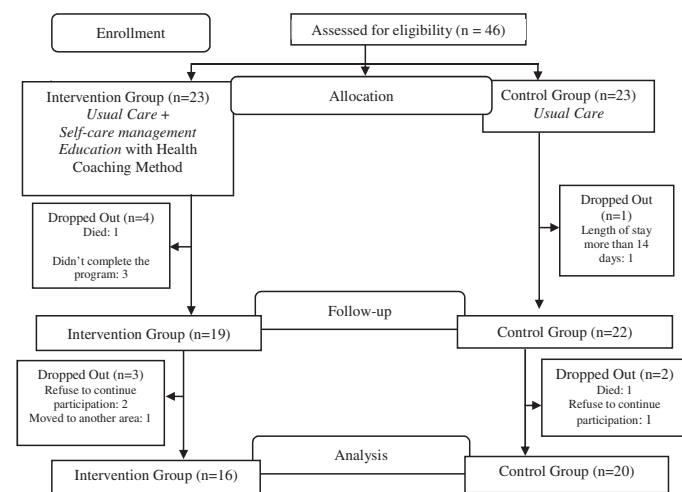 Enrollment
Assessed for eligibility (n = 46)
Intervention Group (n=23)
Usual Care +
Self-care management
Education with Health
Coaching Method
Allocation
Control Group (n=23)
Usual Care
Dropped Out (n=4)
Died: 1
Didn't complete the
program: 3
Dropped Out
(n=1)
Length of stay
more than 14
days: 1
Follow-up
Intervention Group (n=19)
Control Group (n=22)
Dropped Out (n=3)
Refuse to continue
participation: 2
Moved to another area: 1
Dropped Out (n=2)
Died: 1
Refuse to continue
participation: 1
Analysis
Intervention Group (n=16)
Control Group (n=20)